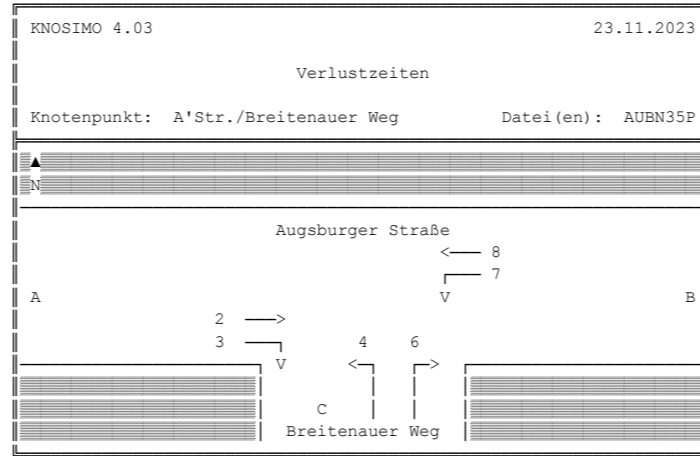 KNOSIMO 4.03 23.11.2023
Verlustzeiten
Knotenpunkt: A'Str./Breitenauer Weg Datei(en): AUBN35P
N
Augsburger Straße
8
7
A V B
2
3 4 6
V
C
Breitenauer Weg